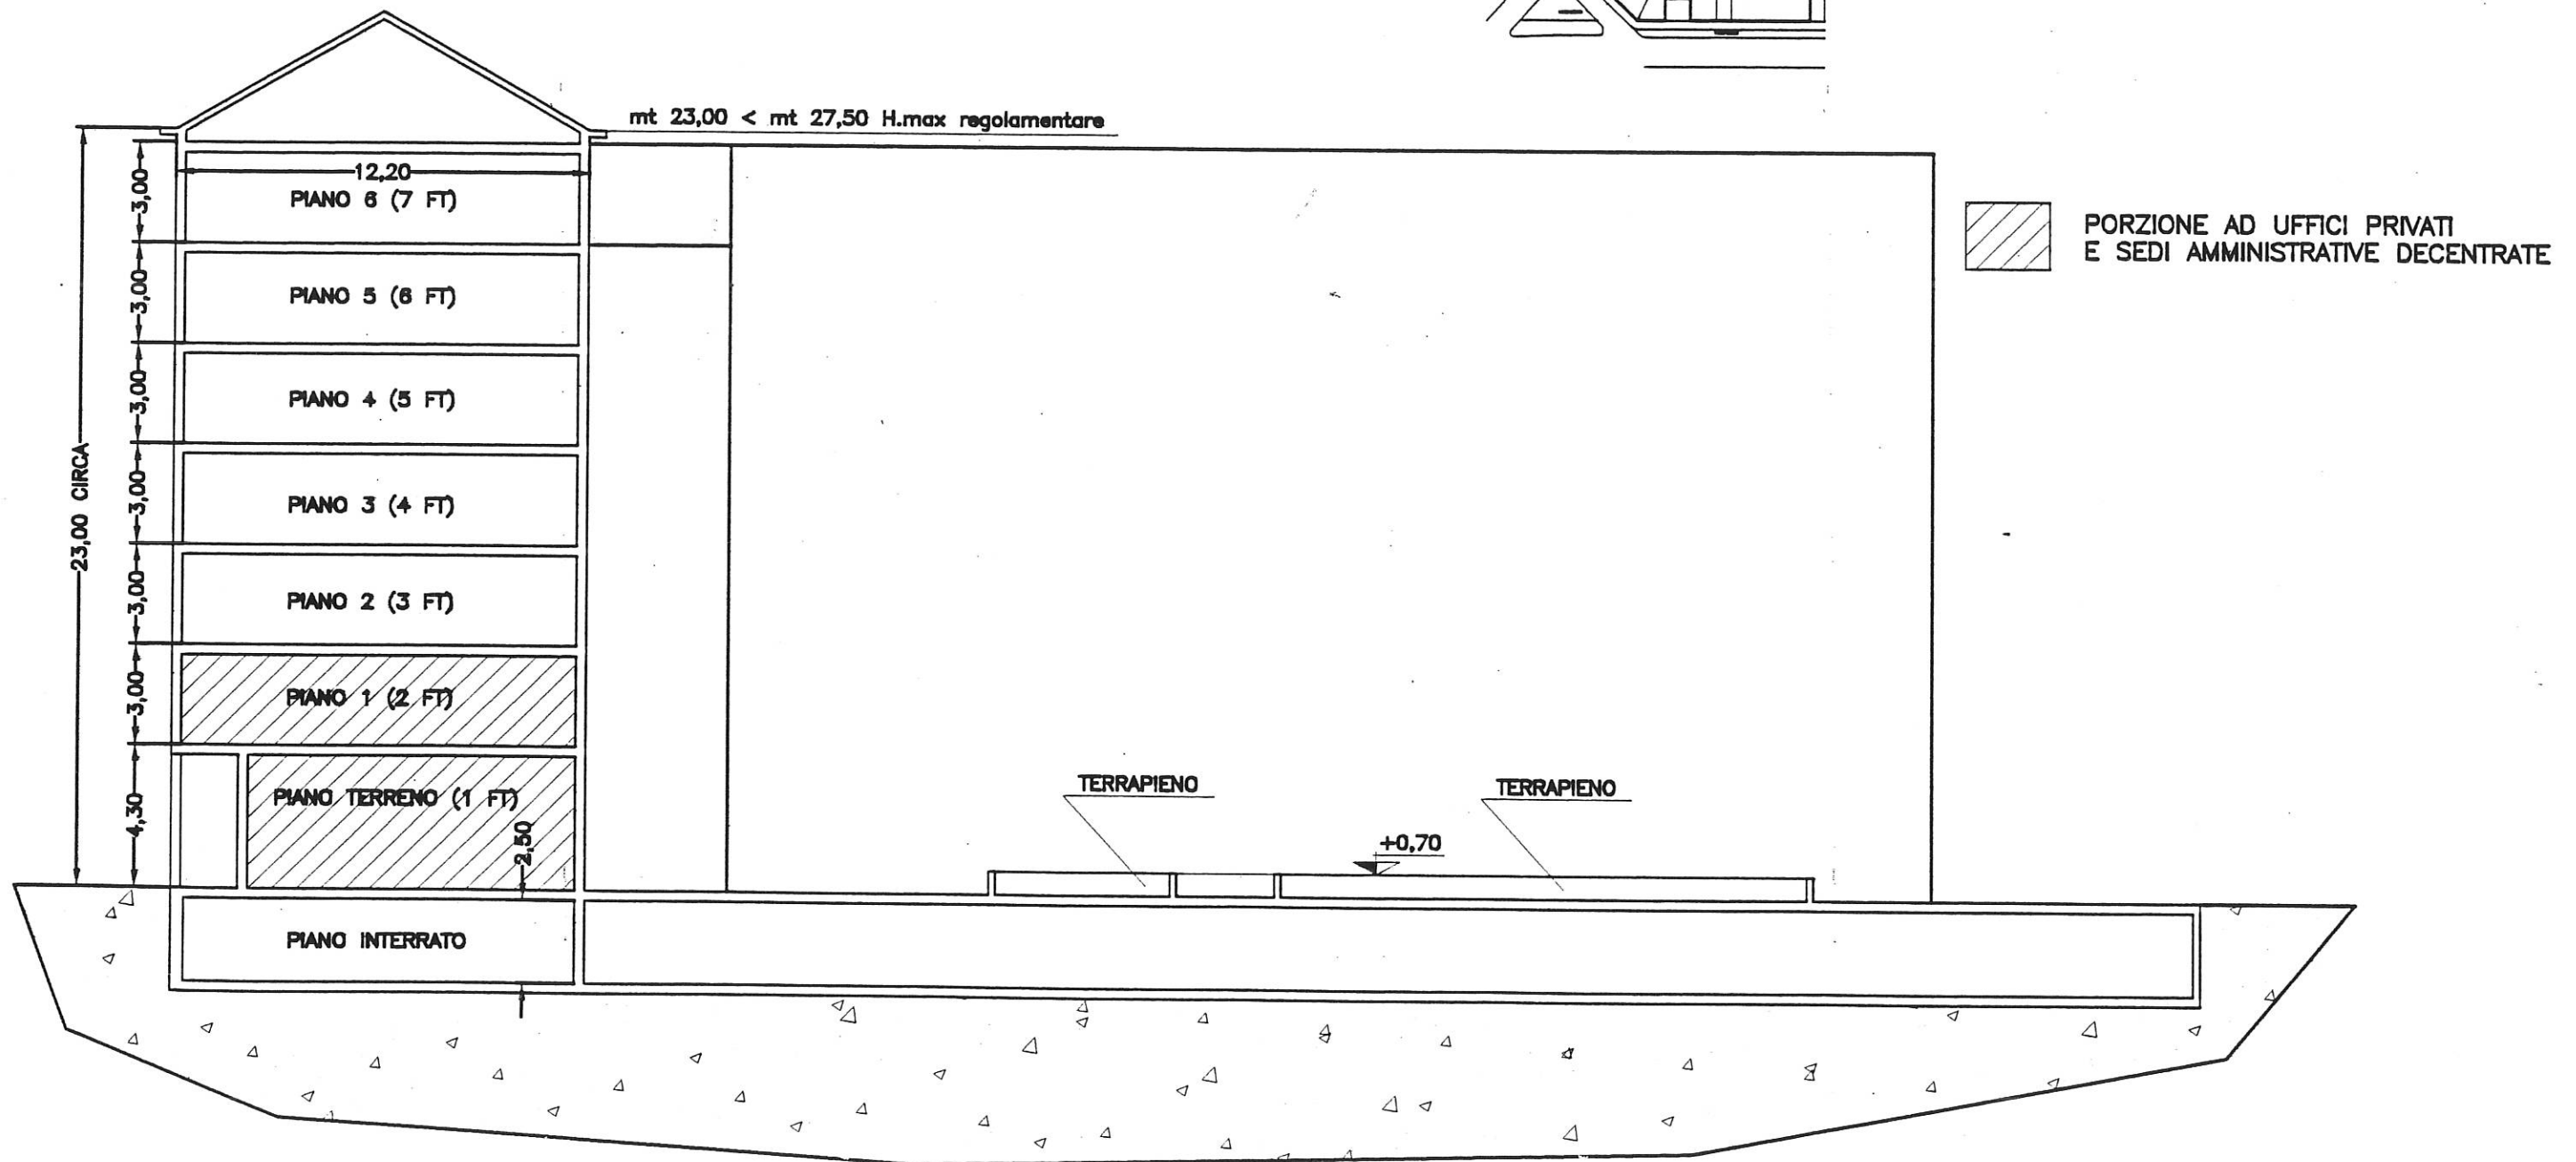 mt 23,00 < mt 27,50 H.max regolamentare
12,20
3,00
PIANO 6 (7 FT)
PORZIONE AD UFFICI PRIVATI
E SEDI AMMINISTRATIVE DECENTRATE
3,00
PIANO 5 (6 FT)
3,00
PIANO 4 (5 FT)
23,00 CIRCA
3,00
PIANO 3 (4 FT)
3,00
PIANO 2 (3 FT)
3,00
PIANO 1 (2 FT)
4,30
PIANO TERRENO (1 FT)
2,50
TERRAPIENO
TERRAPIENO
+0,70
PIANO INTERRATO